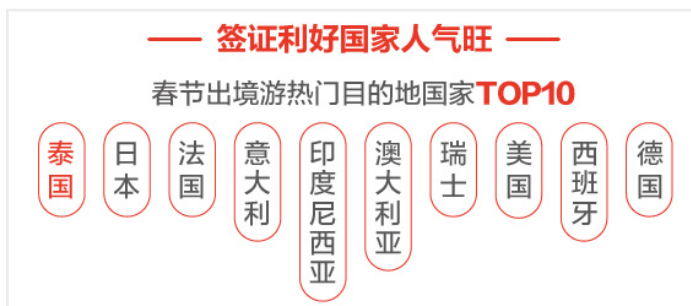 签证利好国家人气旺
春节出境游热门目的地国家TOP10
泰国
日本
法国
意大利
印度尼西亚
澳大利亚
瑞士
美国
西班牙
德国